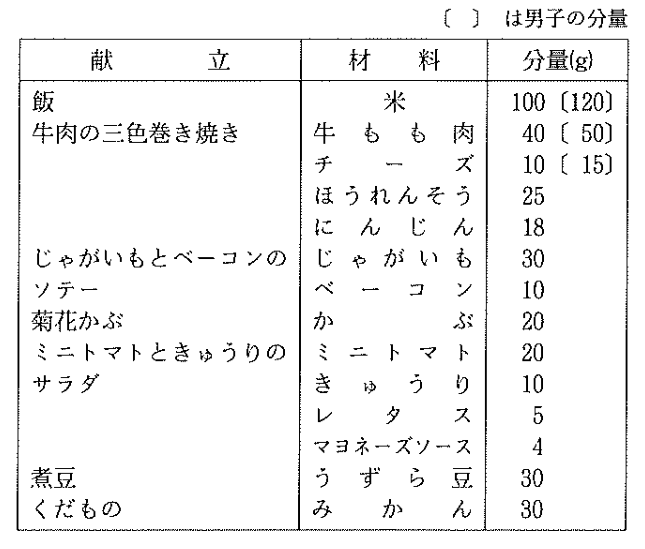 〔 〕 は男子の分量
献立 材料 分量(g)
飯 米 100〔120〕
牛肉の三色巻き焼き 牛もも肉 40〔 50〕
チーズ 10〔 15〕
ほうれんそう 25
にんじん 18
じゃがいもとベーコンの じゃがいも 30
ソテー ベーコン 10
菊花かぶ かぶ 20
ミニトマトときゅうりの ミニトマト 20
サラダ きゅうり 10
レタス 5
マヨネーズソース 4
煮豆 うずら豆 30
くだもの みかん 30